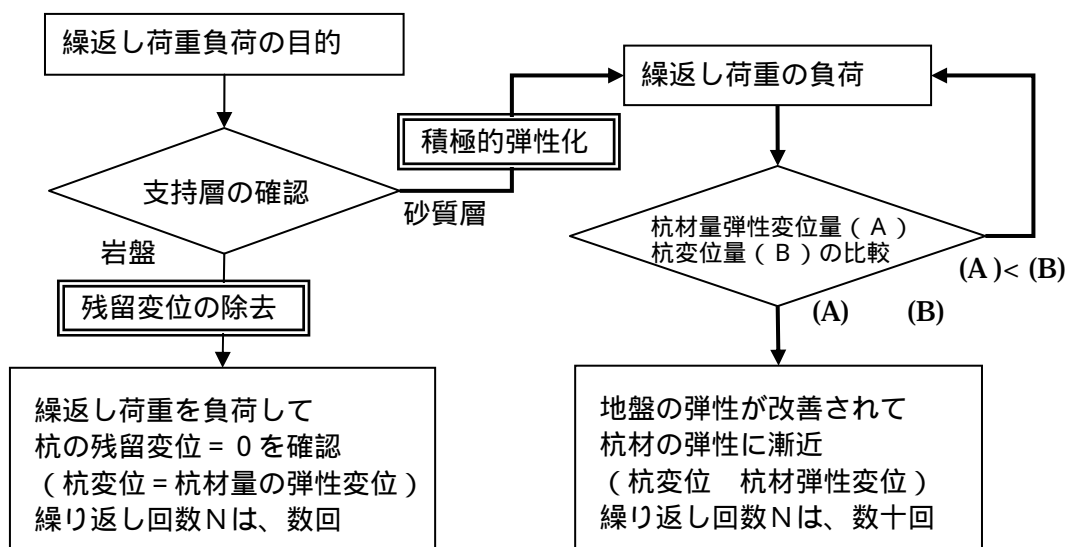 繰返し荷重負荷の目的
支持層の確認
岩盤
砂質層
残留変位の除去
繰返し荷重を負荷して
杭の残留変位=0を確認
(杭変位=杭材量の弾性変位)
繰り返し回数Nは、数回
積極的弾性化
繰返し荷重の負荷
杭材量弾性変位量(A)
杭変位量(B)の比較
(A)<(B)
(A) (B)
地盤の弾性が改善されて
杭材の弾性に漸近
(杭変位 杭材弾性変位)
繰り返し回数Nは、数十回